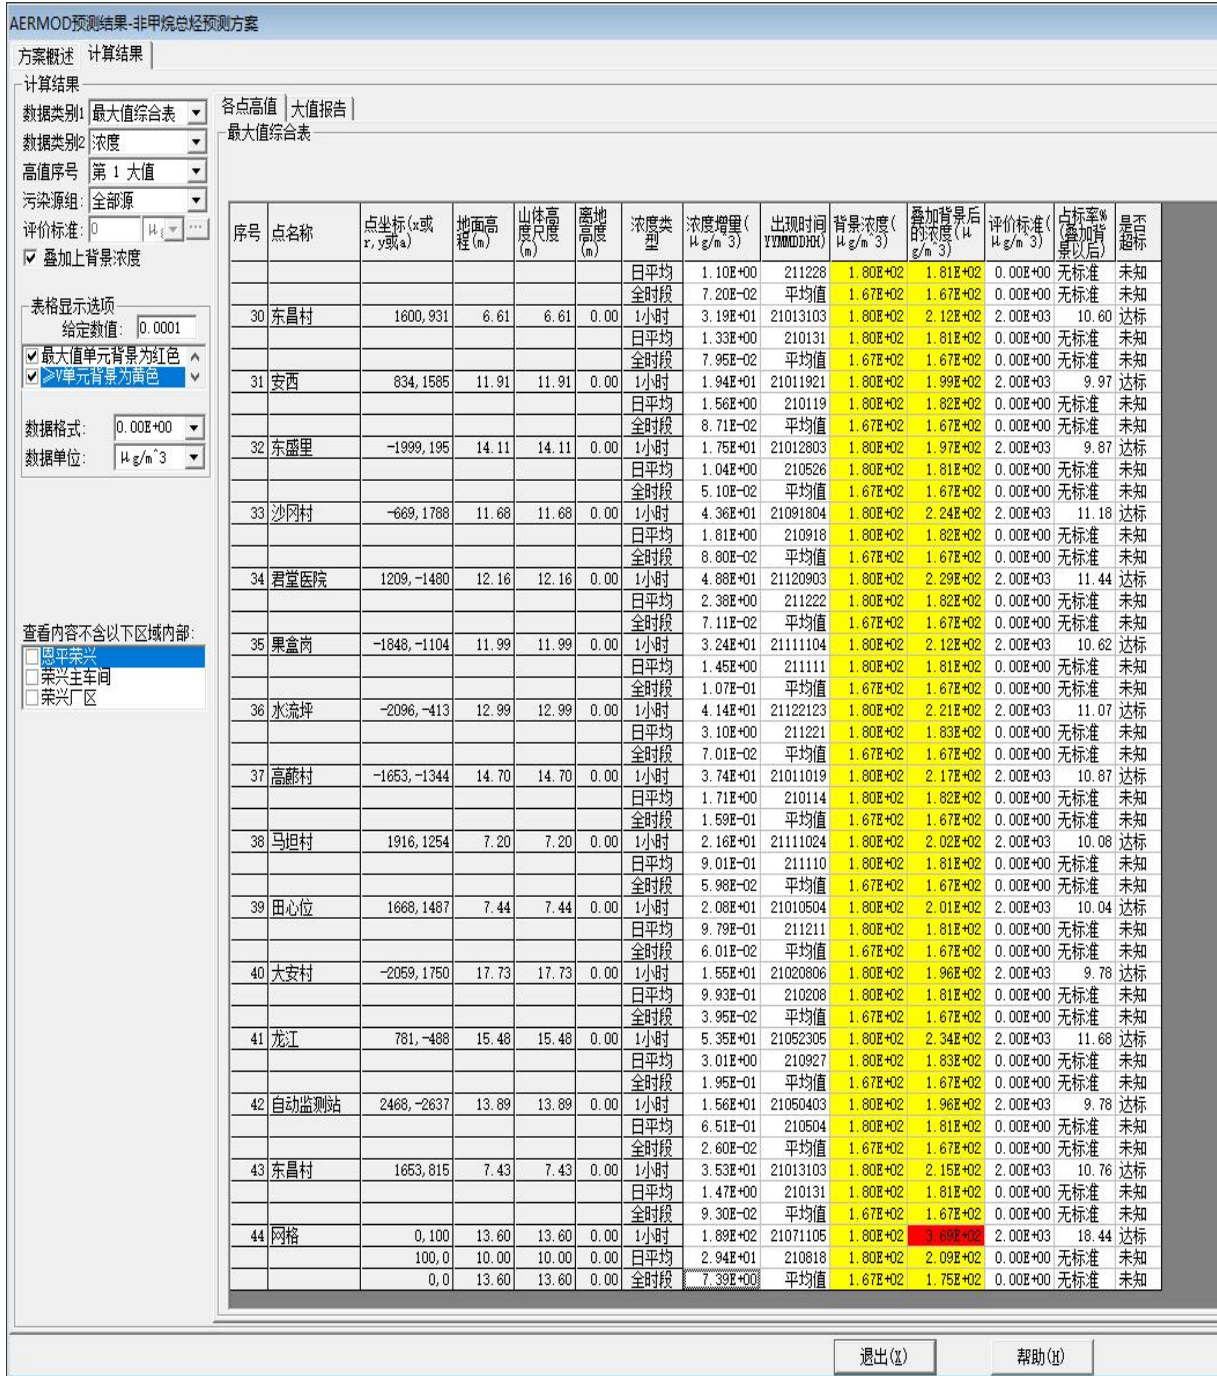 AERMOD预测结果-非甲烷总烃预测方案
方案概述 计算结果
计算结果
数据类别1 最大值综合表
数据类别2 浓度
高值序号 第 1 大值
污染源组: 全部源
评价标准: 0 μg ...
叠加上背景浓度
表格显示选项
给定数值: 0.0001
最大值单元背景为红色
≥V单元背景为黄色
数据格式: 0.00E+00
数据单位: μg/m^3
查看内容不含以下区域内部:
恩平荣兴
荣兴主车间
荣兴厂区
各点高值 大值报告
最大值综合表
序号 点名称 点坐标(x或r,y或a) 地面高程(m) 山体高度尺度(m) 离地高度(m) 浓度类型 浓度增量(μg/m^3) 出现时间(YYMMDDHH) 背景浓度(μg/m^3) 叠加背景后的浓度(μg/m^3) 评价标准(μg/m^3) 占标率%(叠加背景以后) 是否超标
日平均 1.10E+00 211228 1.80E+02 1.81E+02 0.00E+00 无标准 未知
全时段 7.20E-02 平均值 1.67E+02 1.67E+02 0.00E+00 无标准 未知
30 东昌村 1600,931 6.61 6.61 0.00 1小时 3.19E+01 21013103 1.80E+02 2.12E+02 2.00E+03 10.60 达标
日平均 1.33E+00 210131 1.80E+02 1.81E+02 0.00E+00 无标准 未知
全时段 7.95E-02 平均值 1.67E+02 1.67E+02 0.00E+00 无标准 未知
31 安西 834,1585 11.91 11.91 0.00 1小时 1.94E+01 21011921 1.80E+02 1.99E+02 2.00E+03 9.97 达标
日平均 1.56E+00 210119 1.80E+02 1.82E+02 0.00E+00 无标准 未知
全时段 8.71E-02 平均值 1.67E+02 1.67E+02 0.00E+00 无标准 未知
32 东盛里 -1999,195 14.11 14.11 0.00 1小时 1.75E+01 21012803 1.80E+02 1.97E+02 2.00E+03 9.87 达标
日平均 1.04E+00 210526 1.80E+02 1.81E+02 0.00E+00 无标准 未知
全时段 5.10E-02 平均值 1.67E+02 1.67E+02 0.00E+00 无标准 未知
33 沙冈村 -669,1788 11.68 11.68 0.00 1小时 4.36E+01 21091804 1.80E+02 2.24E+02 2.00E+03 11.18 达标
日平均 1.81E+00 210918 1.80E+02 1.82E+02 0.00E+00 无标准 未知
全时段 8.80E-02 平均值 1.67E+02 1.67E+02 0.00E+00 无标准 未知
34 君堂医院 1209,-1480 12.16 12.16 0.00 1小时 4.88E+01 21120903 1.80E+02 2.29E+02 2.00E+03 11.44 达标
日平均 2.38E+00 211222 1.80E+02 1.82E+02 0.00E+00 无标准 未知
全时段 7.11E-02 平均值 1.67E+02 1.67E+02 0.00E+00 无标准 未知
35 果盒岗 -1848,-1104 11.99 11.99 0.00 1小时 3.24E+01 21111104 1.80E+02 2.12E+02 2.00E+03 10.62 达标
日平均 1.45E+00 211111 1.80E+02 1.81E+02 0.00E+00 无标准 未知
全时段 1.07E-01 平均值 1.67E+02 1.67E+02 0.00E+00 无标准 未知
36 水流坪 -2096,-413 12.99 12.99 0.00 1小时 4.14E+01 21122123 1.80E+02 2.21E+02 2.00E+03 11.07 达标
日平均 3.10E+00 211221 1.80E+02 1.83E+02 0.00E+00 无标准 未知
全时段 7.01E-02 平均值 1.67E+02 1.67E+02 0.00E+00 无标准 未知
37 高蓢村 -1653,-1344 14.70 14.70 0.00 1小时 3.74E+01 21011019 1.80E+02 2.17E+02 2.00E+03 10.87 达标
日平均 1.71E+00 210114 1.80E+02 1.82E+02 0.00E+00 无标准 未知
全时段 1.59E-01 平均值 1.67E+02 1.67E+02 0.00E+00 无标准 未知
38 马坦村 1916,1254 7.20 7.20 0.00 1小时 2.16E+01 21111024 1.80E+02 2.02E+02 2.00E+03 10.08 达标
日平均 9.01E-01 211110 1.80E+02 1.81E+02 0.00E+00 无标准 未知
全时段 5.98E-02 平均值 1.67E+02 1.67E+02 0.00E+00 无标准 未知
39 田心位 1668,1487 7.44 7.44 0.00 1小时 2.08E+01 21010504 1.80E+02 2.01E+02 2.00E+03 10.04 达标
日平均 9.79E-01 211211 1.80E+02 1.81E+02 0.00E+00 无标准 未知
全时段 6.01E-02 平均值 1.67E+02 1.67E+02 0.00E+00 无标准 未知
40 大安村 -2059,1750 17.73 17.73 0.00 1小时 1.55E+01 21020806 1.80E+02 1.96E+02 2.00E+03 9.78 达标
日平均 9.93E-01 210208 1.80E+02 1.81E+02 0.00E+00 无标准 未知
全时段 3.95E-02 平均值 1.67E+02 1.67E+02 0.00E+00 无标准 未知
41 龙江 781,-488 15.48 15.48 0.00 1小时 5.35E+01 21052305 1.80E+02 2.34E+02 2.00E+03 11.68 达标
日平均 3.01E+00 210927 1.80E+02 1.83E+02 0.00E+00 无标准 未知
全时段 1.95E-01 平均值 1.67E+02 1.67E+02 0.00E+00 无标准 未知
42 自动监测站 2468,-2637 13.89 13.89 0.00 1小时 1.56E+01 21050403 1.80E+02 1.96E+02 2.00E+03 9.78 达标
日平均 6.51E-01 210504 1.80E+02 1.81E+02 0.00E+00 无标准 未知
全时段 2.60E-02 平均值 1.67E+02 1.67E+02 0.00E+00 无标准 未知
43 东昌村 1653,815 7.43 7.43 0.00 1小时 3.53E+01 21013103 1.80E+02 2.15E+02 2.00E+03 10.76 达标
日平均 1.47E+00 210131 1.80E+02 1.81E+02 0.00E+00 无标准 未知
全时段 9.30E-02 平均值 1.67E+02 1.67E+02 0.00E+00 无标准 未知
44 网格 0,100 13.60 13.60 0.00 1小时 1.89E+02 21071105 1.80E+02 3.69E+02 2.00E+03 18.44 达标
100,0 10.00 10.00 0.00 日平均 2.94E+01 210818 1.80E+02 2.09E+02 0.00E+00 无标准 未知
0,0 13.60 13.60 0.00 全时段 7.39E+00 平均值 1.67E+02 1.75E+02 0.00E+00 无标准 未知
退出(X) 帮助(H)